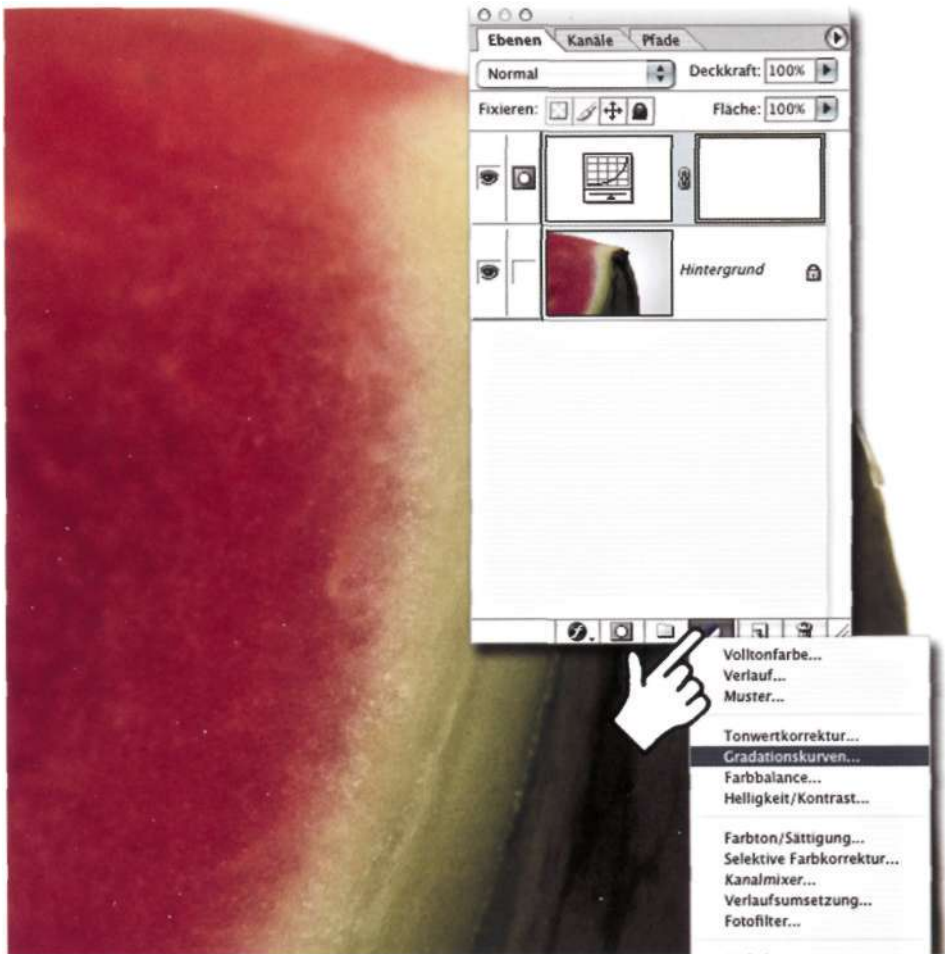 Ebenen Kanäle Pfade
Normal Deckkraft: 100%
Fixieren: Fläche: 100%
Hintergrund
Volltonfarbe...
Verlauf...
Muster...
Tonwertkorrektur...
Gradationskurven...
Farbbalance...
Helligkeit/Kontrast...
Farbton/Sättigung...
Selektive Farbkorrektur...
Kanalmixer...
Verlaufsumsetzung...
Fotofilter...